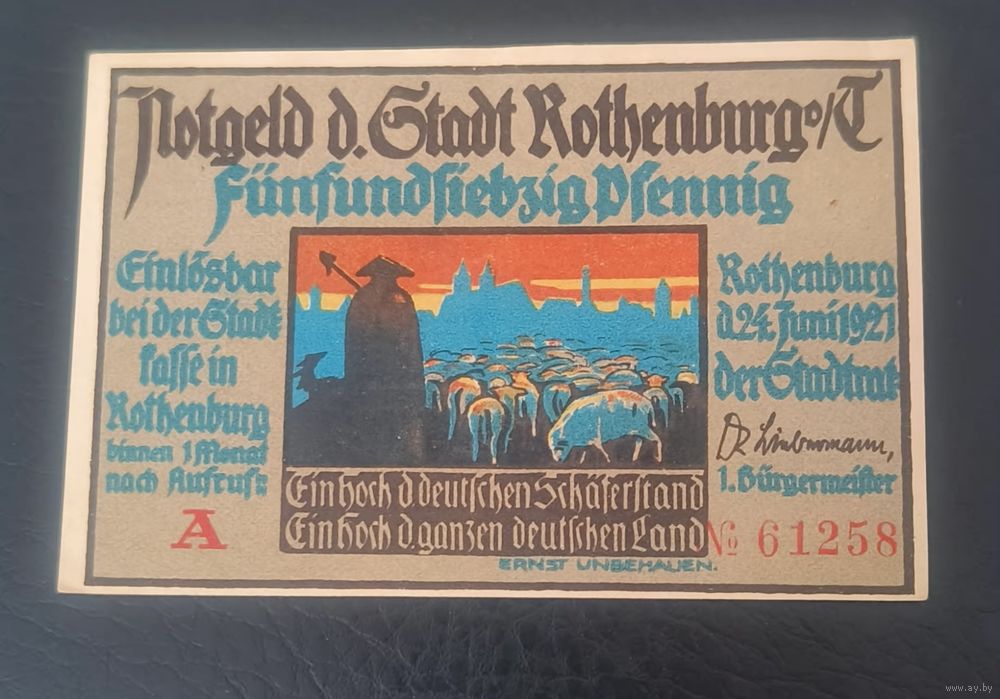 Notgeld d. Stadt Rothenburg o/T
Fünfundsiebzig Pfennig
Einlösbar
bei der Stadt
kasse in
Rothenburg
binnen 1 Monat
nach Aufruf:
A
Rothenburg
d. 24. Juni 1921
Der Stadtrat
Dr. Liebermann,
1. Bürgermeister
Ein hoch d. deutschen Schäferstand
Ein hoch d. ganzen deutschen Land
№ 61258
ERNST UNBEHAUEN.
www.ay.by